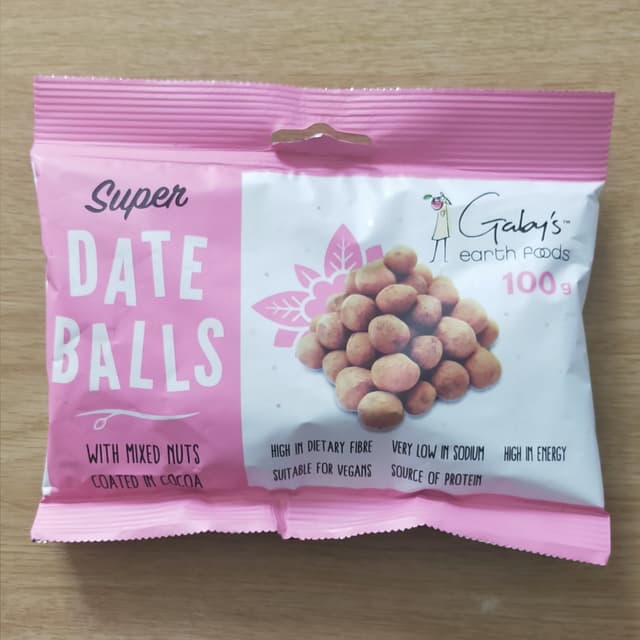 Super
DATE
BALLS
WITH MIXED NUTS
COATED IN COCOA
Gaby's™
earth foods
100g
HIGH IN DIETARY FIBRE VERY LOW IN SODIUM HIGH IN ENERGY
SUITABLE FOR VEGANS SOURCE OF PROTEIN